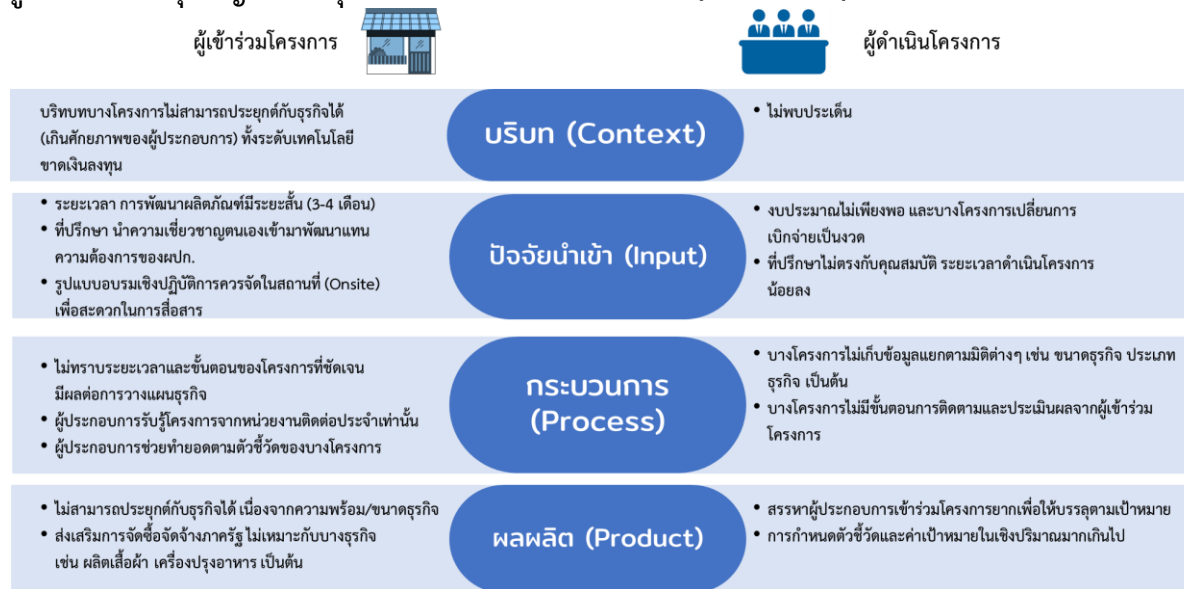 ผู้เข้าร่วมโครงการ
ผู้ดำเนินโครงการ
บริทบทบางโครงการไม่สามารถประยุกต์กับธุรกิจได้
(เกินศักยภาพของผู้ประกอบการ) ทั้งระดับเทคโนโลยี
ขาดเงินลงทุน
บริบท (Context)
• ไม่พบประเด็น
• ระยะเวลา การพัฒนาผลิตภัณฑ์มีระยะสั้น (3-4 เดือน)
• ที่ปรึกษา นำความเชี่ยวชาญตนเองเข้ามาพัฒนาแทน
ความต้องการของผปก.
• รูปแบบอบรมเชิงปฏิบัติการควรจัดในสถานที่ (Onsite)
เพื่อสะดวกในการสื่อสาร
ปัจจัยนำเข้า (Input)
• งบประมาณไม่เพียงพอ และบางโครงการเปลี่ยนการ
เบิกจ่ายเป็นงวด
• ที่ปรึกษาไม่ตรงกับคุณสมบัติ ระยะเวลาดำเนินโครงการ
น้อยลง
• ไม่ทราบระยะเวลาและขั้นตอนของโครงการที่ชัดเจน
มีผลต่อการวางแผนธุรกิจ
• ผู้ประกอบการรับรู้โครงการจากหน่วยงานติดต่อประจำเท่านั้น
• ผู้ประกอบการช่วยทำยอดตามตัวชี้วัดของบางโครงการ
กระบวนการ
(Process)
• บางโครงการไม่เก็บข้อมูลแยกตามมิติต่างๆ เช่น ขนาดธุรกิจ ประเภท
ธุรกิจ เป็นต้น
• บางโครงการไม่มีขั้นตอนการติดตามและประเมินผลจากผู้เข้าร่วม
โครงการ
• ไม่สามารถประยุกต์กับธุรกิจได้ เนื่องจากความพร้อม/ขนาดธุรกิจ
• ส่งเสริมการจัดซื้อจัดจ้างภาครัฐ ไม่เหมาะกับบางธุรกิจ
เช่น ผลิตเสื้อผ้า เครื่องปรุงอาหาร เป็นต้น
ผลผลิต (Product)
• สรรหาผู้ประกอบการเข้าร่วมโครงการยากเพื่อให้บรรลุตามเป้าหมาย
• การกำหนดตัวชี้วัดและค่าเป้าหมายในเชิงปริมาณมากเกินไป